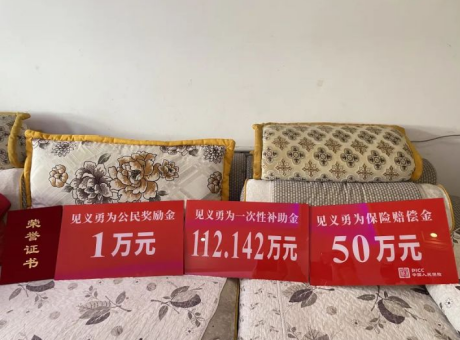 荣誉证书
见义勇为公民奖励金
1万元
见义勇为一次性补助金
112,142万元
见义勇为保险赔偿金
50万元
PICC
中国人民保险